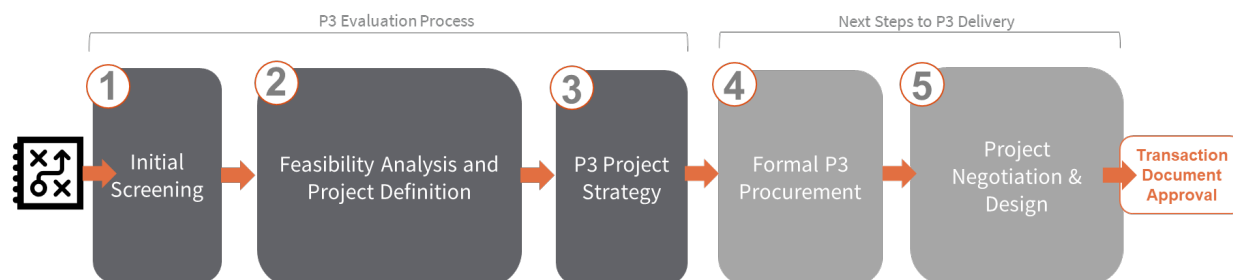 P3 Evaluation Process
Next Steps to P3 Delivery
1
Initial
Screening
2
Feasibility Analysis and
Project Definition
3
P3 Project
Strategy
4
Formal P3
Procurement
5
Project
Negotiation &
Design
Transaction
Document
Approval